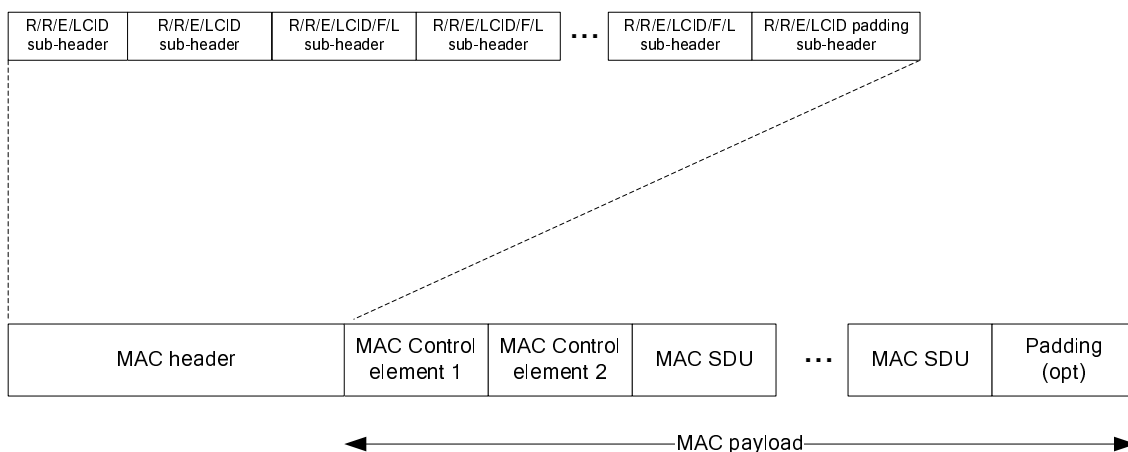 R/R/E/LCID
sub-header
R/R/E/LCID
sub-header
R/R/E/LCID/F/L
sub-header
R/R/E/LCID/F/L
sub-header
...
R/R/E/LCID/F/L
sub-header
R/R/E/LCID padding
sub-header
MAC header
MAC Control
element 1
MAC Control
element 2
MAC SDU
...
MAC SDU
Padding
(opt)
MAC payload